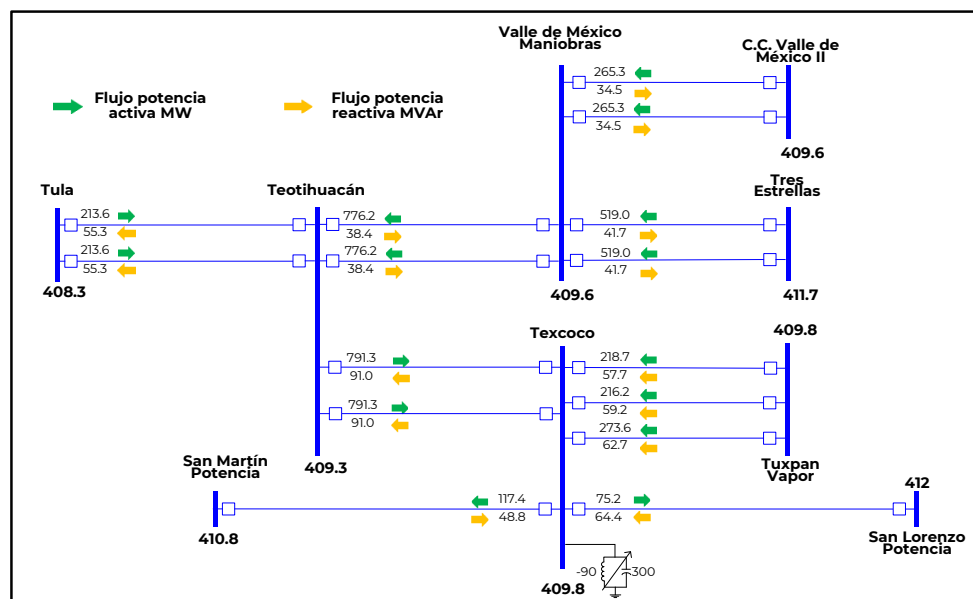 Valle de México
Maniobras
C.C. Valle de
México II
265.3
34.5
265.3
34.5
409.6
Flujo potencia
activa MW
Flujo potencia
reactiva MVAr
Tula
Teotihuacán
Tres
Estrellas
213.6
55.3
213.6
55.3
408.3
776.2
38.4
776.2
38.4
519.0
41.7
519.0
41.7
409.6
411.7
Texcoco
409.8
791.3
91.0
791.3
91.0
218.7
57.7
216.2
59.2
273.6
62.7
San Martín
Potencia
409.3
Tuxpan
Vapor
117.4
48.8
75.2
64.4
412
410.8
San Lorenzo
Potencia
-90
300
409.8